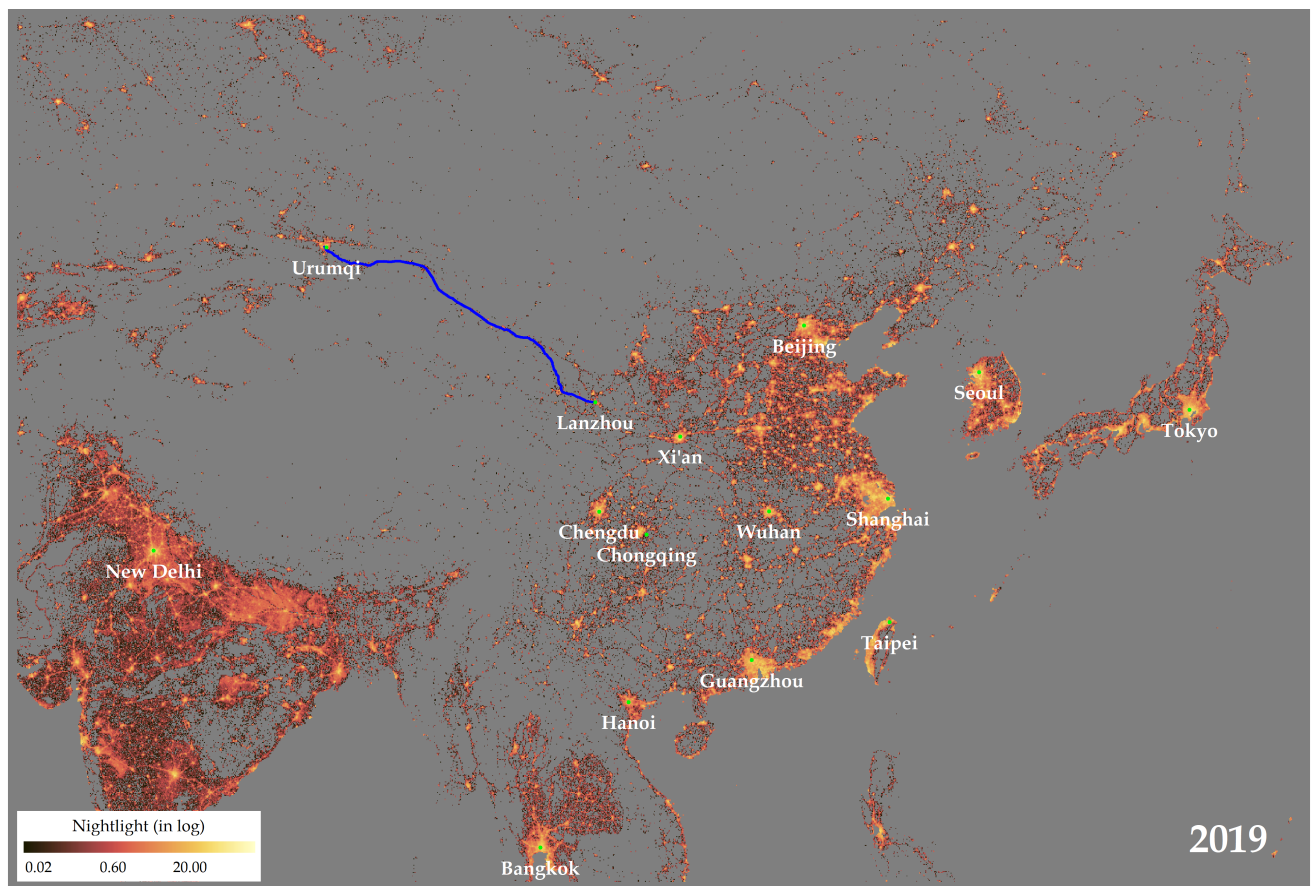 Urumqi
Beijing
Seoul
Lanzhou
Tokyo
Xi'an
Shanghai
Chengdu
Wuhan
Chongqing
New Delhi
Taipei
Guangzhou
Hanoi
Nightlight (in log)
0.02 0.60 20.00
2019
Bangkok